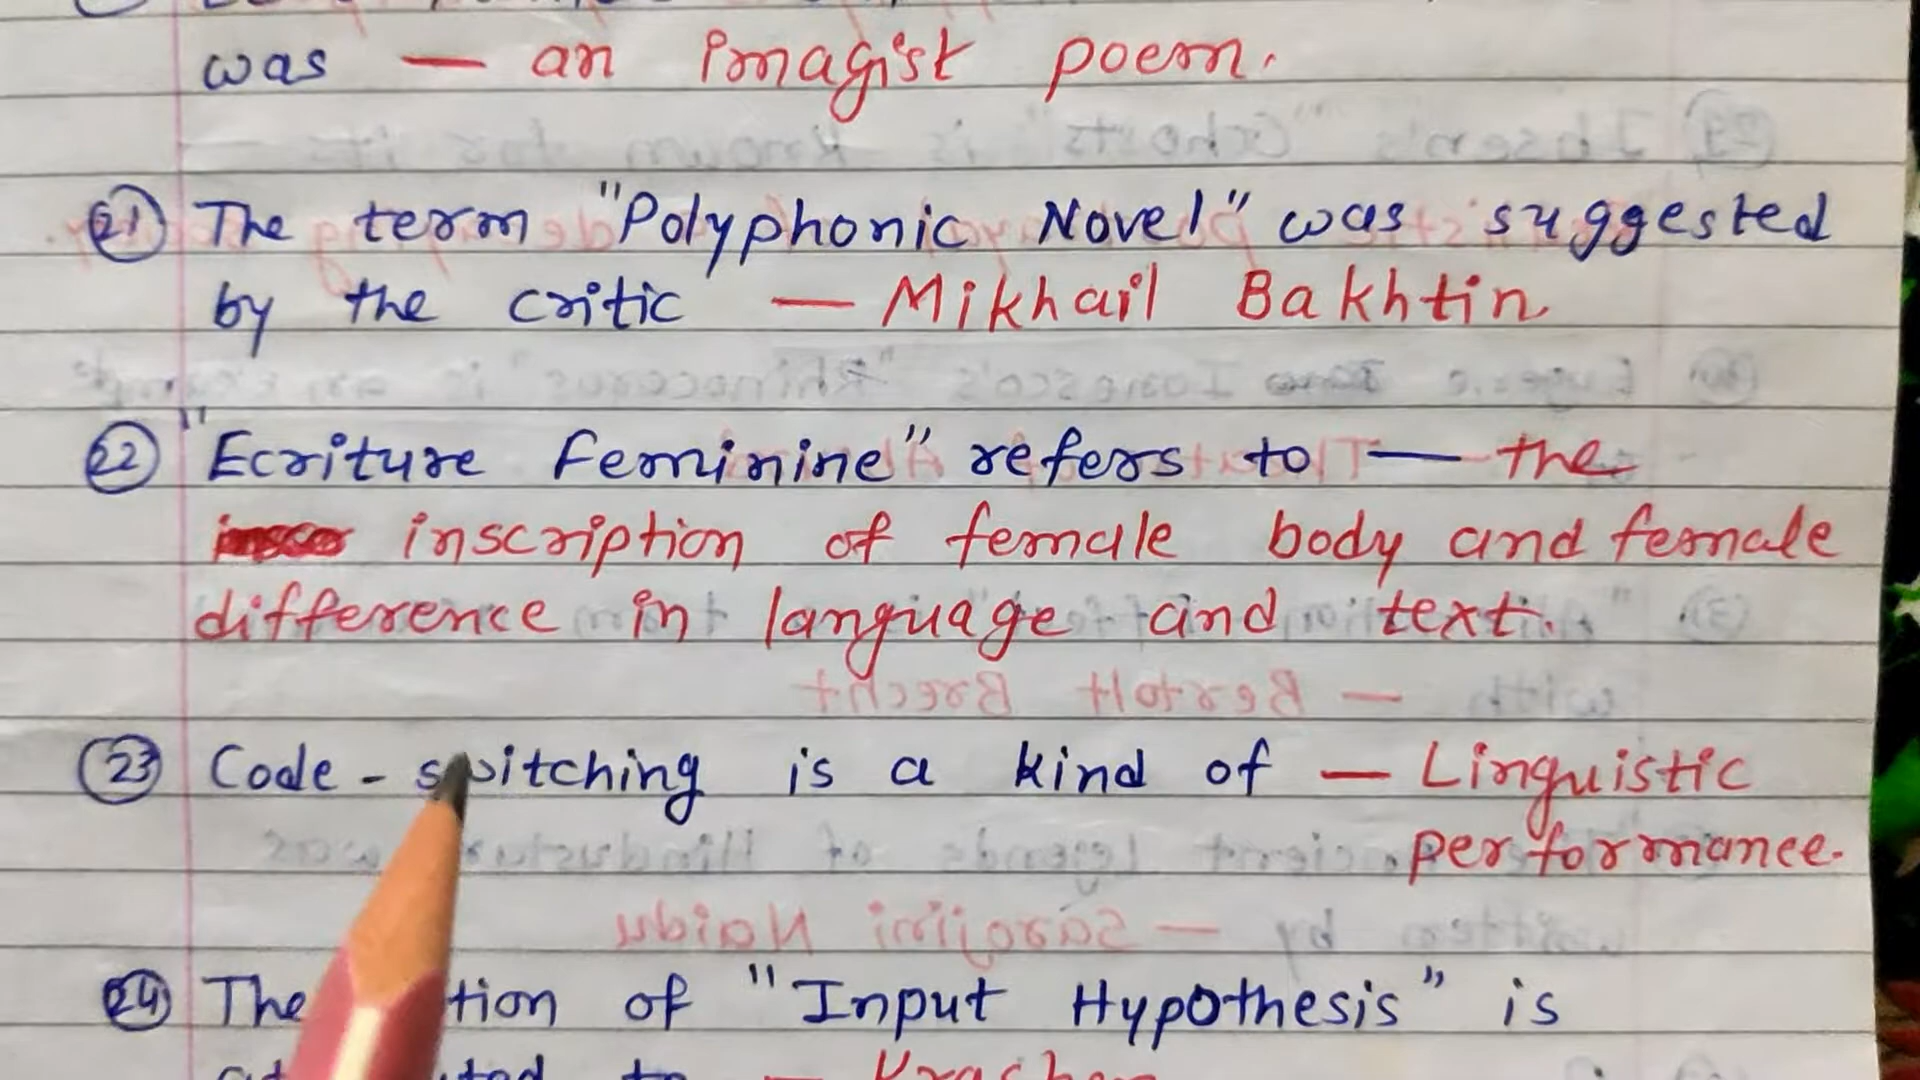 was — an imagist poem.
21 The term "Polyphonic Novel" was suggested
by the critic — Mikhail Bakhtin.
22 "Ecriture Feminine" refers to — the
inscription of female body and female
difference in language and text.
23 Code - switching is a kind of — Linguistic
performance.
24 The of "Input Hypothesis" is
to — Krashen